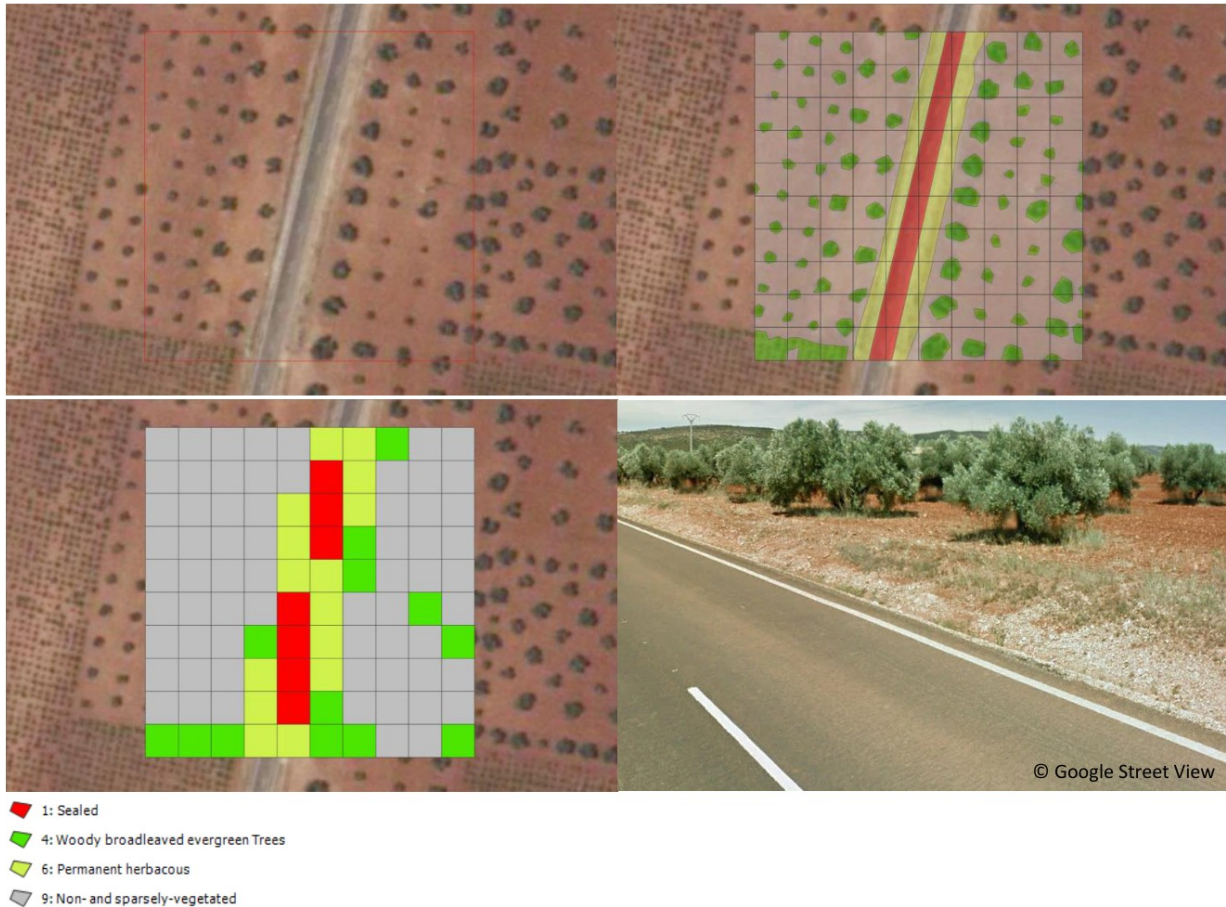 © Google Street View
1: Sealed
4: Woody broadleaved evergreen Trees
6: Permanent herbacous
9: Non- and sparsely-vegetated